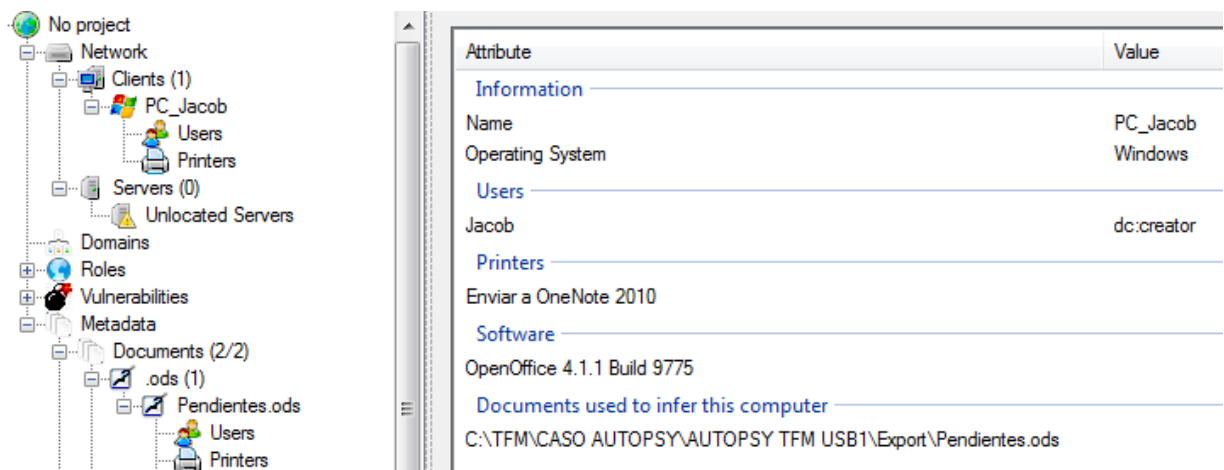 No project
Network
Clients (1)
PC_Jacob
Users
Printers
Servers (0)
Unlocated Servers
Domains
Roles
Vulnerabilities
Metadata
Documents (2/2)
.ods (1)
Pendientes.ods
Users
Printers
Attribute Value
Information
Name PC_Jacob
Operating System Windows
Users
Jacob dc:creator
Printers
Enviar a OneNote 2010
Software
OpenOffice 4.1.1 Build 9775
Documents used to infer this computer
C:\TFM\CASO AUTOPSY\AUTOPSY TFM USB1\Export\Pendientes.ods